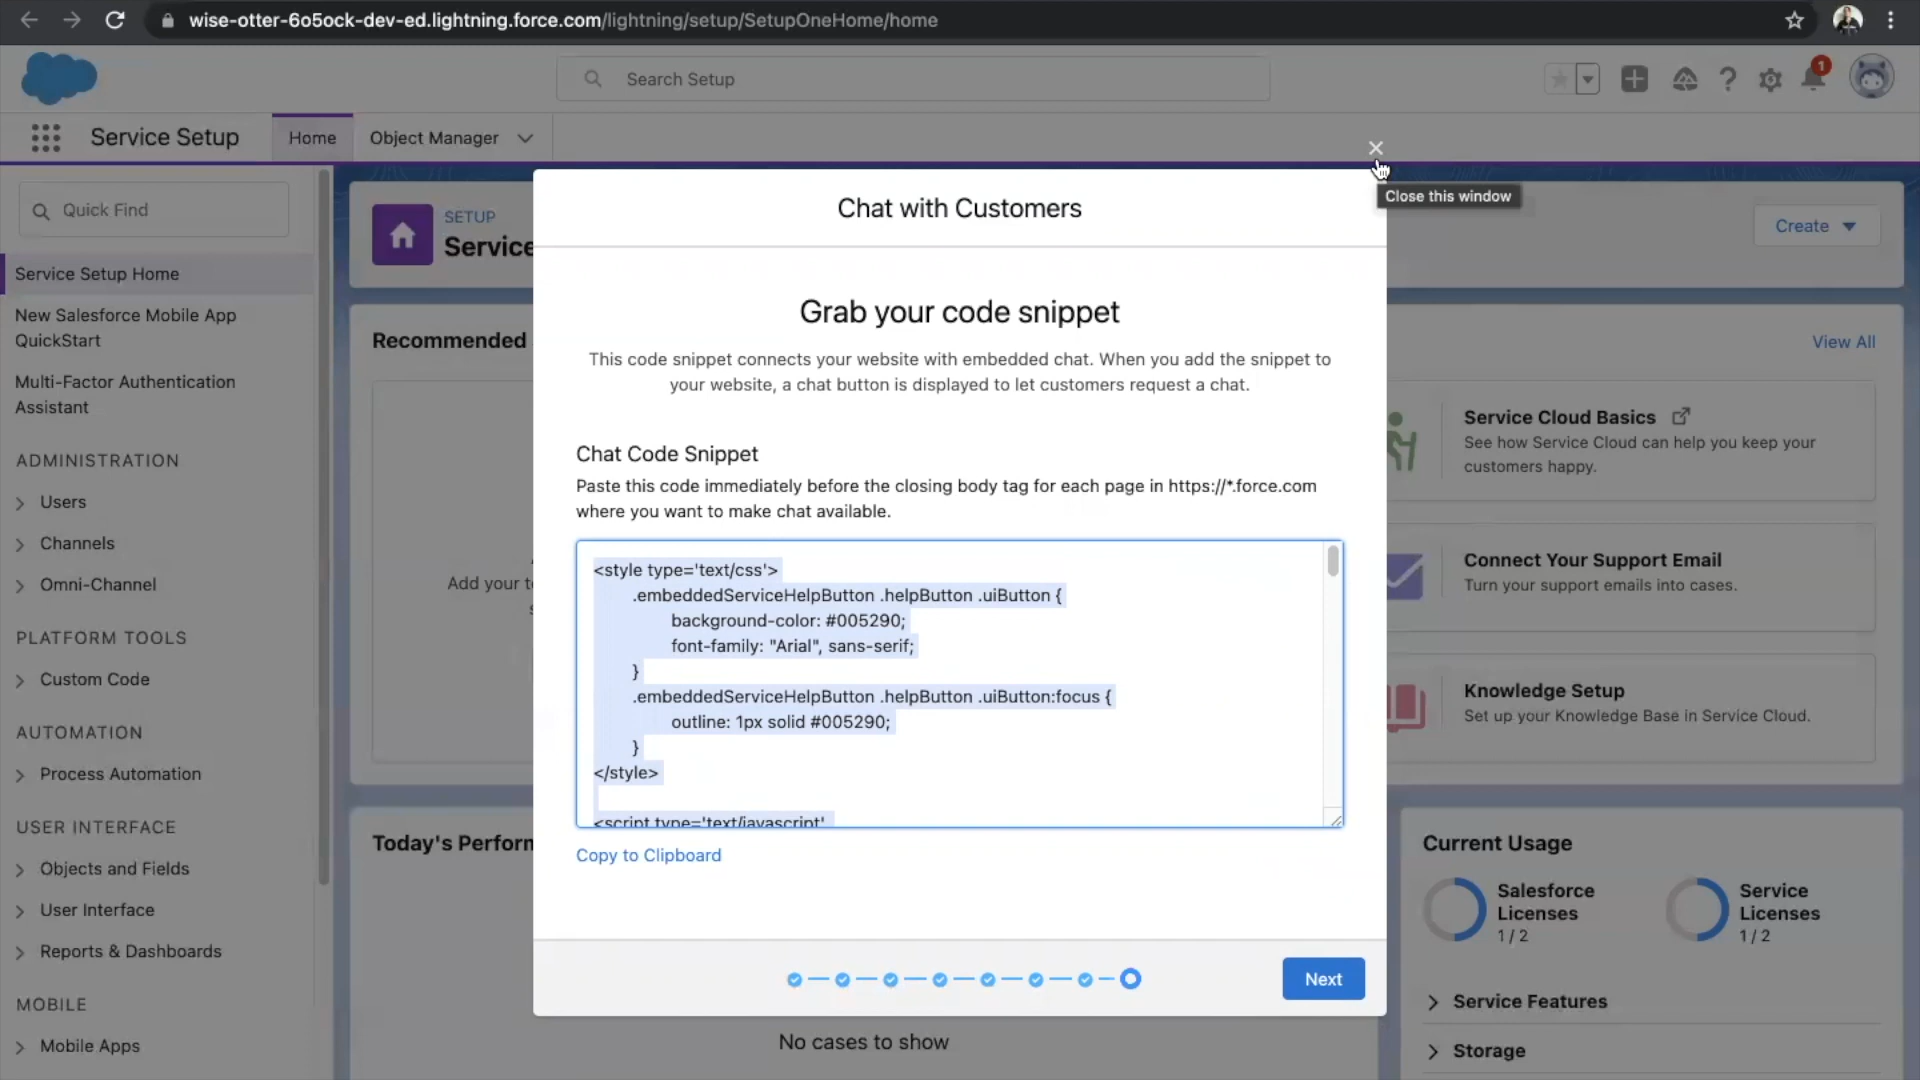 wise-otter-6o5ock-dev-ed.lightning.force.com/lightning/setup/SetupOneHome/home
Search Setup
1
Service Setup
Home
Object Manager
Close this window
Quick Find
SETUP
Service
Create
Chat with Customers
Service Setup Home
New Salesforce Mobile App
QuickStart
Multi-Factor Authentication
Assistant
ADMINISTRATION
Users
Channels
Omni-Channel
PLATFORM TOOLS
Custom Code
AUTOMATION
Process Automation
USER INTERFACE
Objects and Fields
User Interface
Reports & Dashboards
MOBILE
Mobile Apps
Recommended
Add your
Today's Perforn
No cases to show
Grab your code snippet
This code snippet connects your website with embedded chat. When you add the snippet to
your website, a chat button is displayed to let customers request a chat.
Chat Code Snippet
Paste this code immediately before the closing body tag for each page in https://*.force.com
where you want to make chat available.
<style type='text/css'>
.embeddedServiceHelpButton .helpButton .uiButton {
background-color: #005290;
font-family: "Arial", sans-serif;
}
.embeddedServiceHelpButton .helpButton .uiButton:focus {
outline: 1px solid #005290;
}
</style>
<script type='text/javascript'
Copy to Clipboard
Next
View All
Service Cloud Basics
See how Service Cloud can help you keep your
customers happy.
Connect Your Support Email
Turn your support emails into cases.
Knowledge Setup
Set up your Knowledge Base in Service Cloud.
Current Usage
Salesforce
Licenses
1 / 2
Service
Licenses
1 / 2
Service Features
Storage